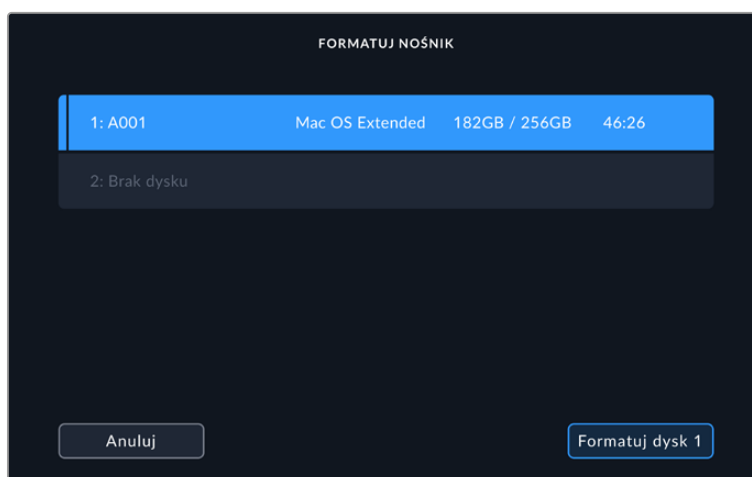 FORMATUJ NOŚNIK
1: A001 Mac OS Extended 182GB / 256GB 46:26
2: Brak dysku
Anuluj Formatuj dysk 1